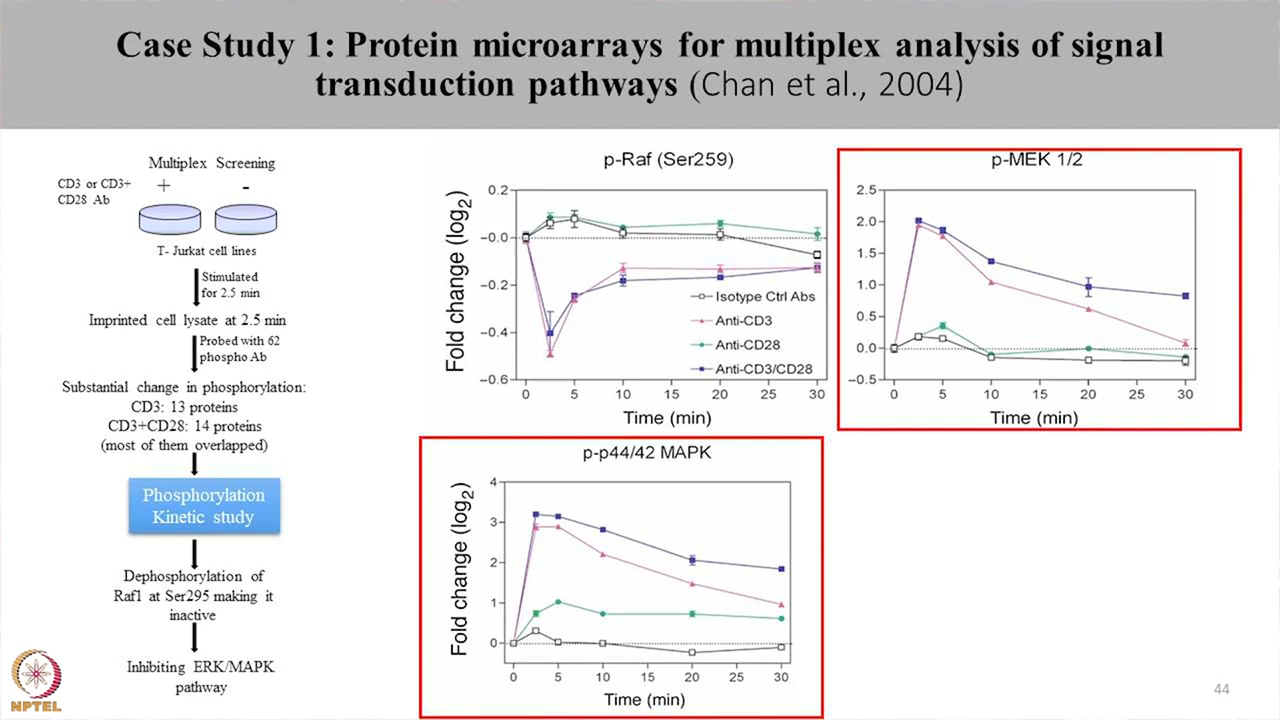 Case Study 1: Protein microarrays for multiplex analysis of signal
transduction pathways (Chan et al., 2004)
Multiplex Screening
CD3 or CD3+
CD28 Ab
+
-
T- Jurkat cell lines
Stimulated
for 2.5 min
Imprinted cell lysate at 2.5 min
Probed with 62
phospho Ab
Substantial change in phosphorylation:
CD3: 13 proteins
CD3+CD28: 14 proteins
(most of them overlapped)
Phosphorylation
Kinetic study
Dephosphorylation of
Raf1 at Ser295 making it
inactive
Inhibiting ERK/MAPK
pathway
NPTEL
p-Raf (Ser259)
Fold change (log2)
0.2
−0.0
−0.2
−0.4
−0.6
Isotype Ctrl Abs
Anti-CD3
Anti-CD28
Anti-CD3/CD28
0 5 10 15 20 25 30
Time (min)
p-MEK 1/2
2.5
2.0
1.5
1.0
0.5
0.0
−0.5
0 5 10 15 20 25 30
Time (min)
p-p44/42 MAPK
Fold change (log2)
4
3
2
1
0
0 5 10 15 20 25 30
Time (min)
44